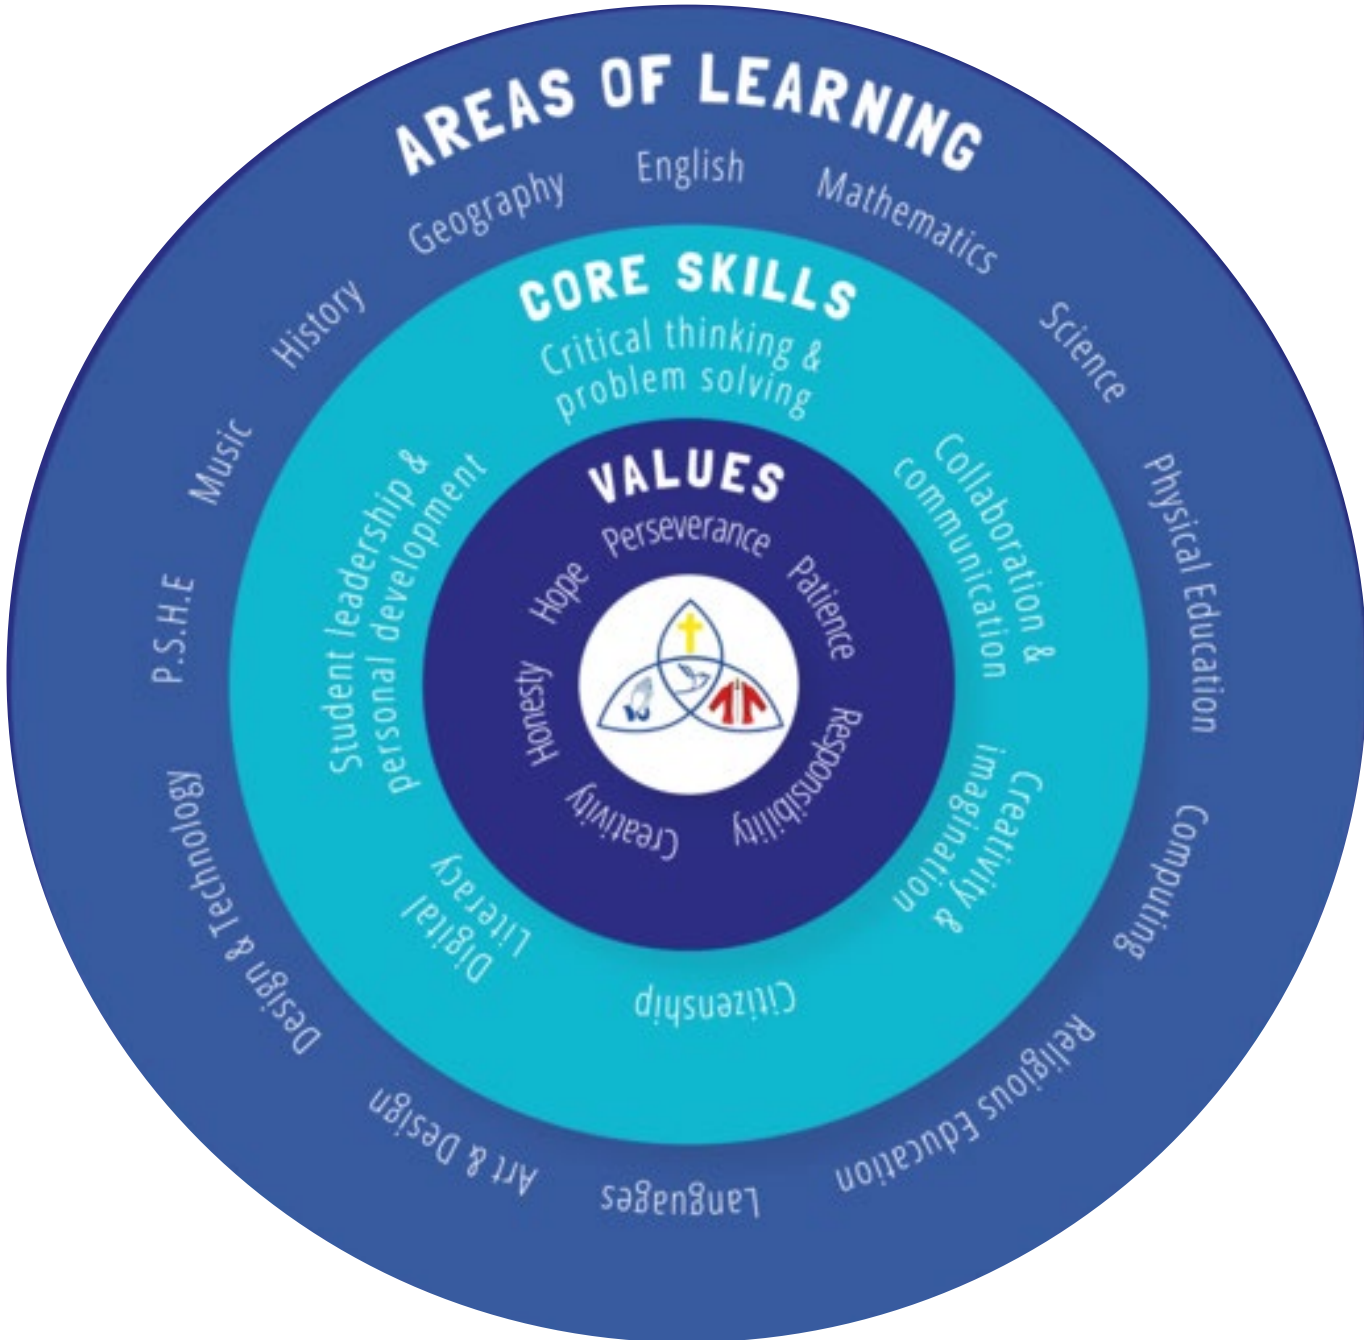 AREAS OF LEARNING
English
Mathematics
Science
Physical Education
Computing
Religious Education
Languages
Art & Design
Design & Technology
P.S.H.E
Music
History
Geography
CORE SKILLS
Critical thinking &
problem solving
Collaboration &
communication
Creativity &
imagination
Citizenship
Digital
Literacy
Student leadership &
personal development
VALUES
Perseverance
Patience
Responsibility
Creativity
Honesty
Hope